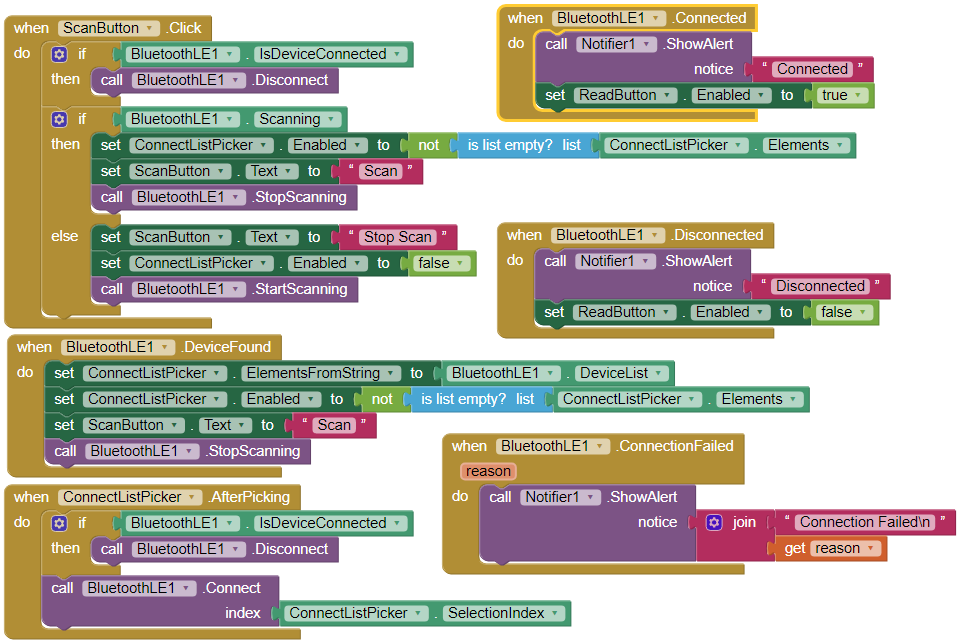 when ScanButton .Click
do if BluetoothLE1 . IsDeviceConnected
then call BluetoothLE1 .Disconnect
if BluetoothLE1 . Scanning
then set ConnectListPicker . Enabled to not is list empty? list ConnectListPicker . Elements
set ScanButton . Text to “ Scan ”
call BluetoothLE1 .StopScanning
else set ScanButton . Text to “ Stop Scan ”
set ConnectListPicker . Enabled to false
call BluetoothLE1 .StartScanning
when BluetoothLE1 .Connected
do call Notifier1 .ShowAlert
notice “ Connected ”
set ReadButton . Enabled to true
when BluetoothLE1 .Disconnected
do call Notifier1 .ShowAlert
notice “ Disconnected ”
set ReadButton . Enabled to false
when BluetoothLE1 .DeviceFound
do set ConnectListPicker . ElementsFromString to BluetoothLE1 . DeviceList
set ConnectListPicker . Enabled to not is list empty? list ConnectListPicker . Elements
set ScanButton . Text to “ Scan ”
call BluetoothLE1 .StopScanning
when BluetoothLE1 .ConnectionFailed
reason
do call Notifier1 .ShowAlert
notice join “ Connection Failed\n ”
get reason
when ConnectListPicker .AfterPicking
do if BluetoothLE1 . IsDeviceConnected
then call BluetoothLE1 .Disconnect
call BluetoothLE1 .Connect
index ConnectListPicker . SelectionIndex